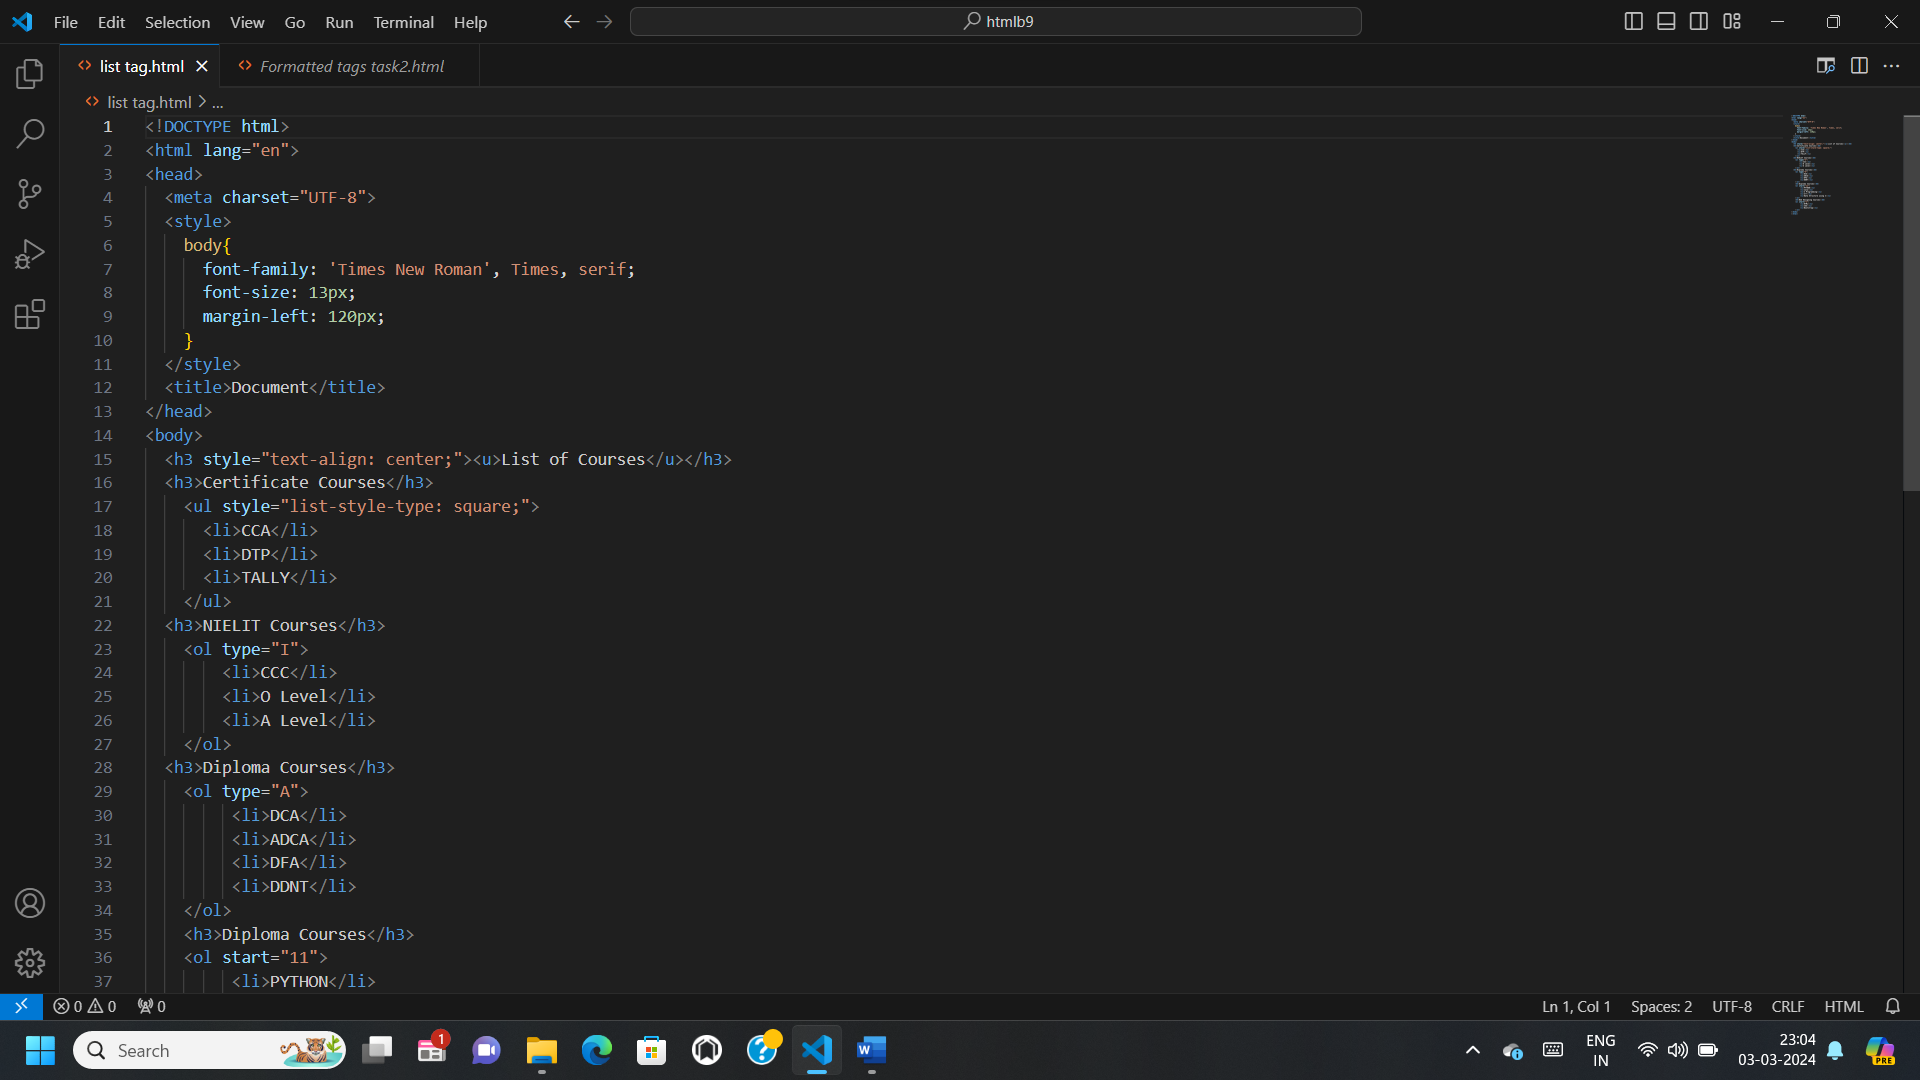 File Edit Selection View Go Run Terminal Help
htmlb9
list tag.html
Formatted tags task2.html
list tag.html > ...
1 <!DOCTYPE html>
2 <html lang="en">
3 <head>
4 <meta charset="UTF-8">
5 <style>
6 body{
7 font-family: 'Times New Roman', Times, serif;
8 font-size: 13px;
9 margin-left: 120px;
10 }
11 </style>
12 <title>Document</title>
13 </head>
14 <body>
15 <h3 style="text-align: center;"><u>List of Courses</u></h3>
16 <h3>Certificate Courses</h3>
17 <ul style="list-style-type: square;">
18 <li>CCA</li>
19 <li>DTP</li>
20 <li>TALLY</li>
21 </ul>
22 <h3>NIELIT Courses</h3>
23 <ol type="I">
24 <li>CCC</li>
25 <li>O Level</li>
26 <li>A Level</li>
27 </ol>
28 <h3>Diploma Courses</h3>
29 <ol type="A">
30 <li>DCA</li>
31 <li>ADCA</li>
32 <li>DFA</li>
33 <li>DDNT</li>
34 </ol>
35 <h3>Diploma Courses</h3>
36 <ol start="11">
37 <li>PYTHON</li>
0 0 0
Ln 1, Col 1 Spaces: 2 UTF-8 CRLF HTML
Search
1
ENG
IN
23:04
03-03-2024
PRE